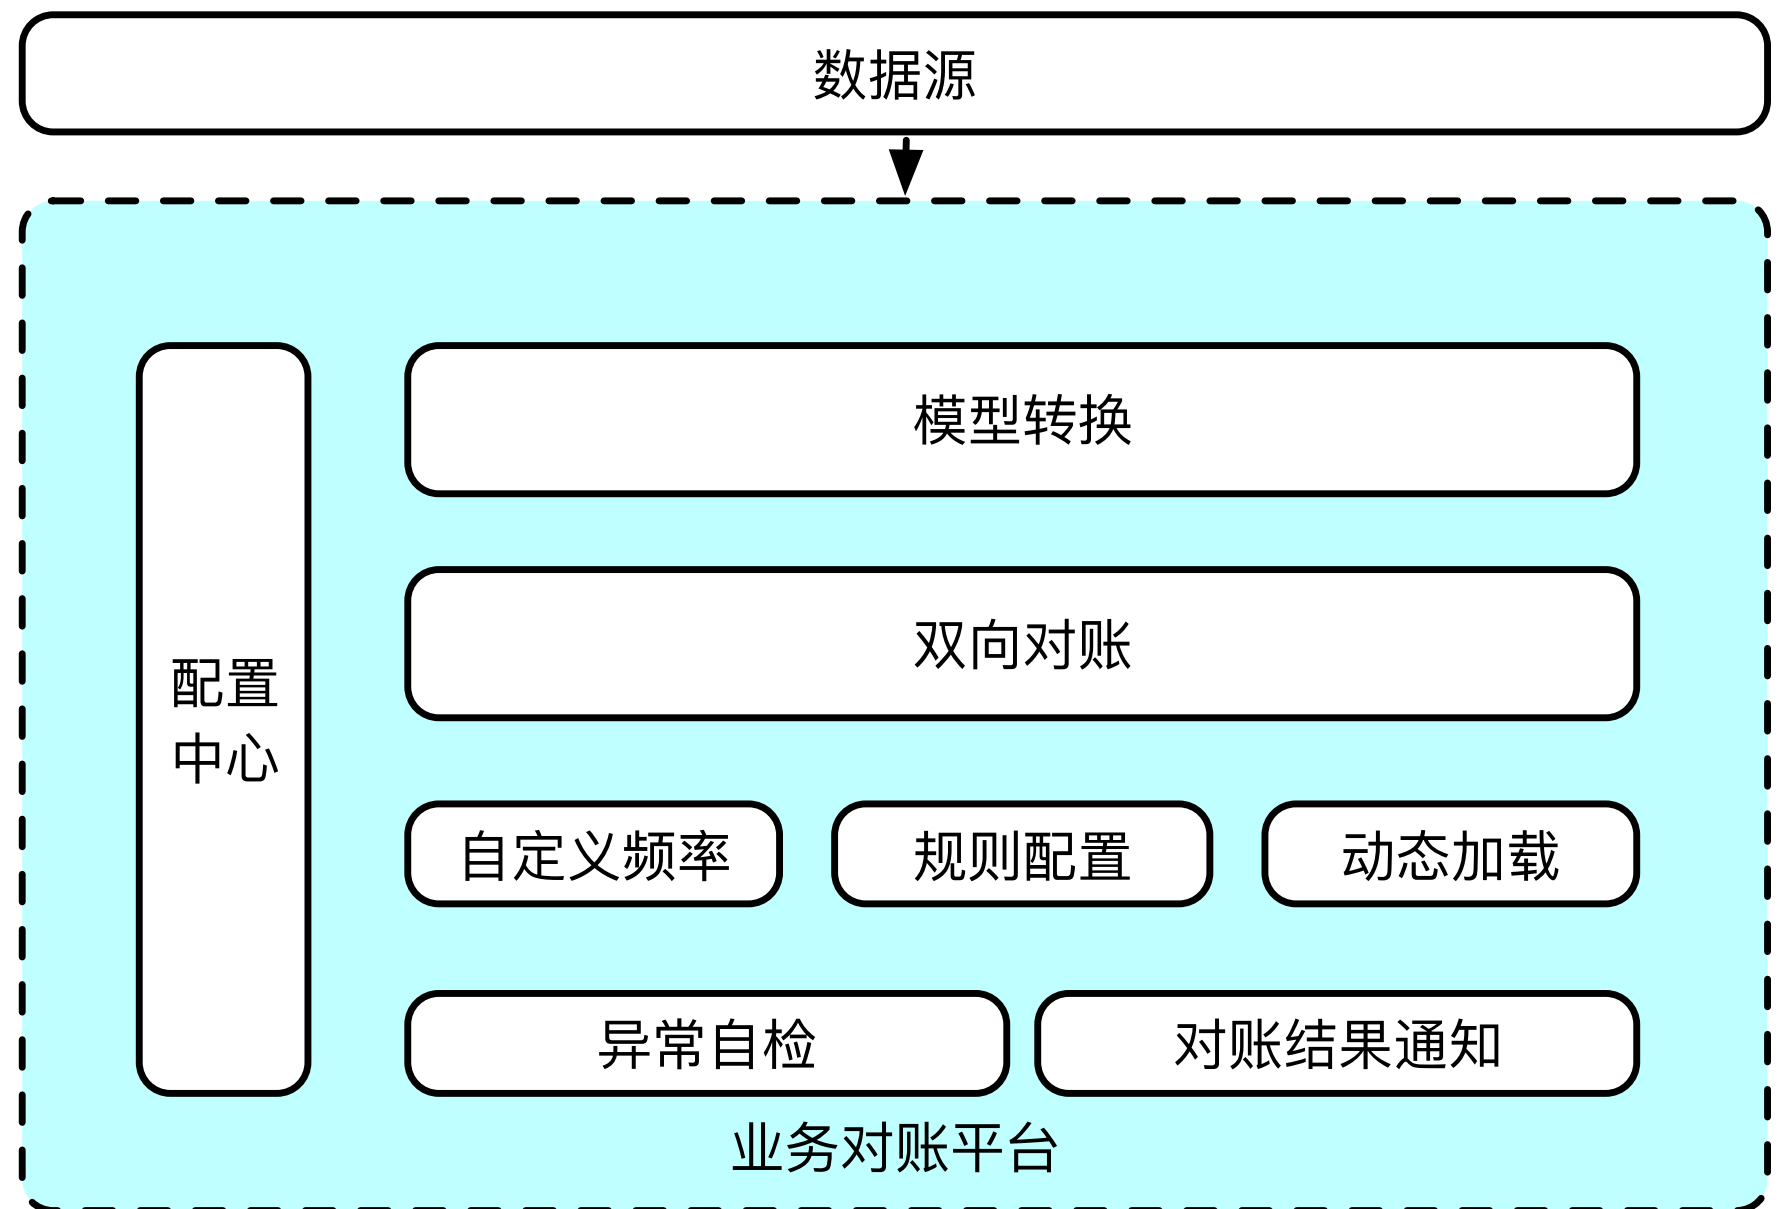 数据源
模型转换
双向对账
配置
中心
自定义频率
规则配置
动态加载
异常自检
对账结果通知
业务对账平台